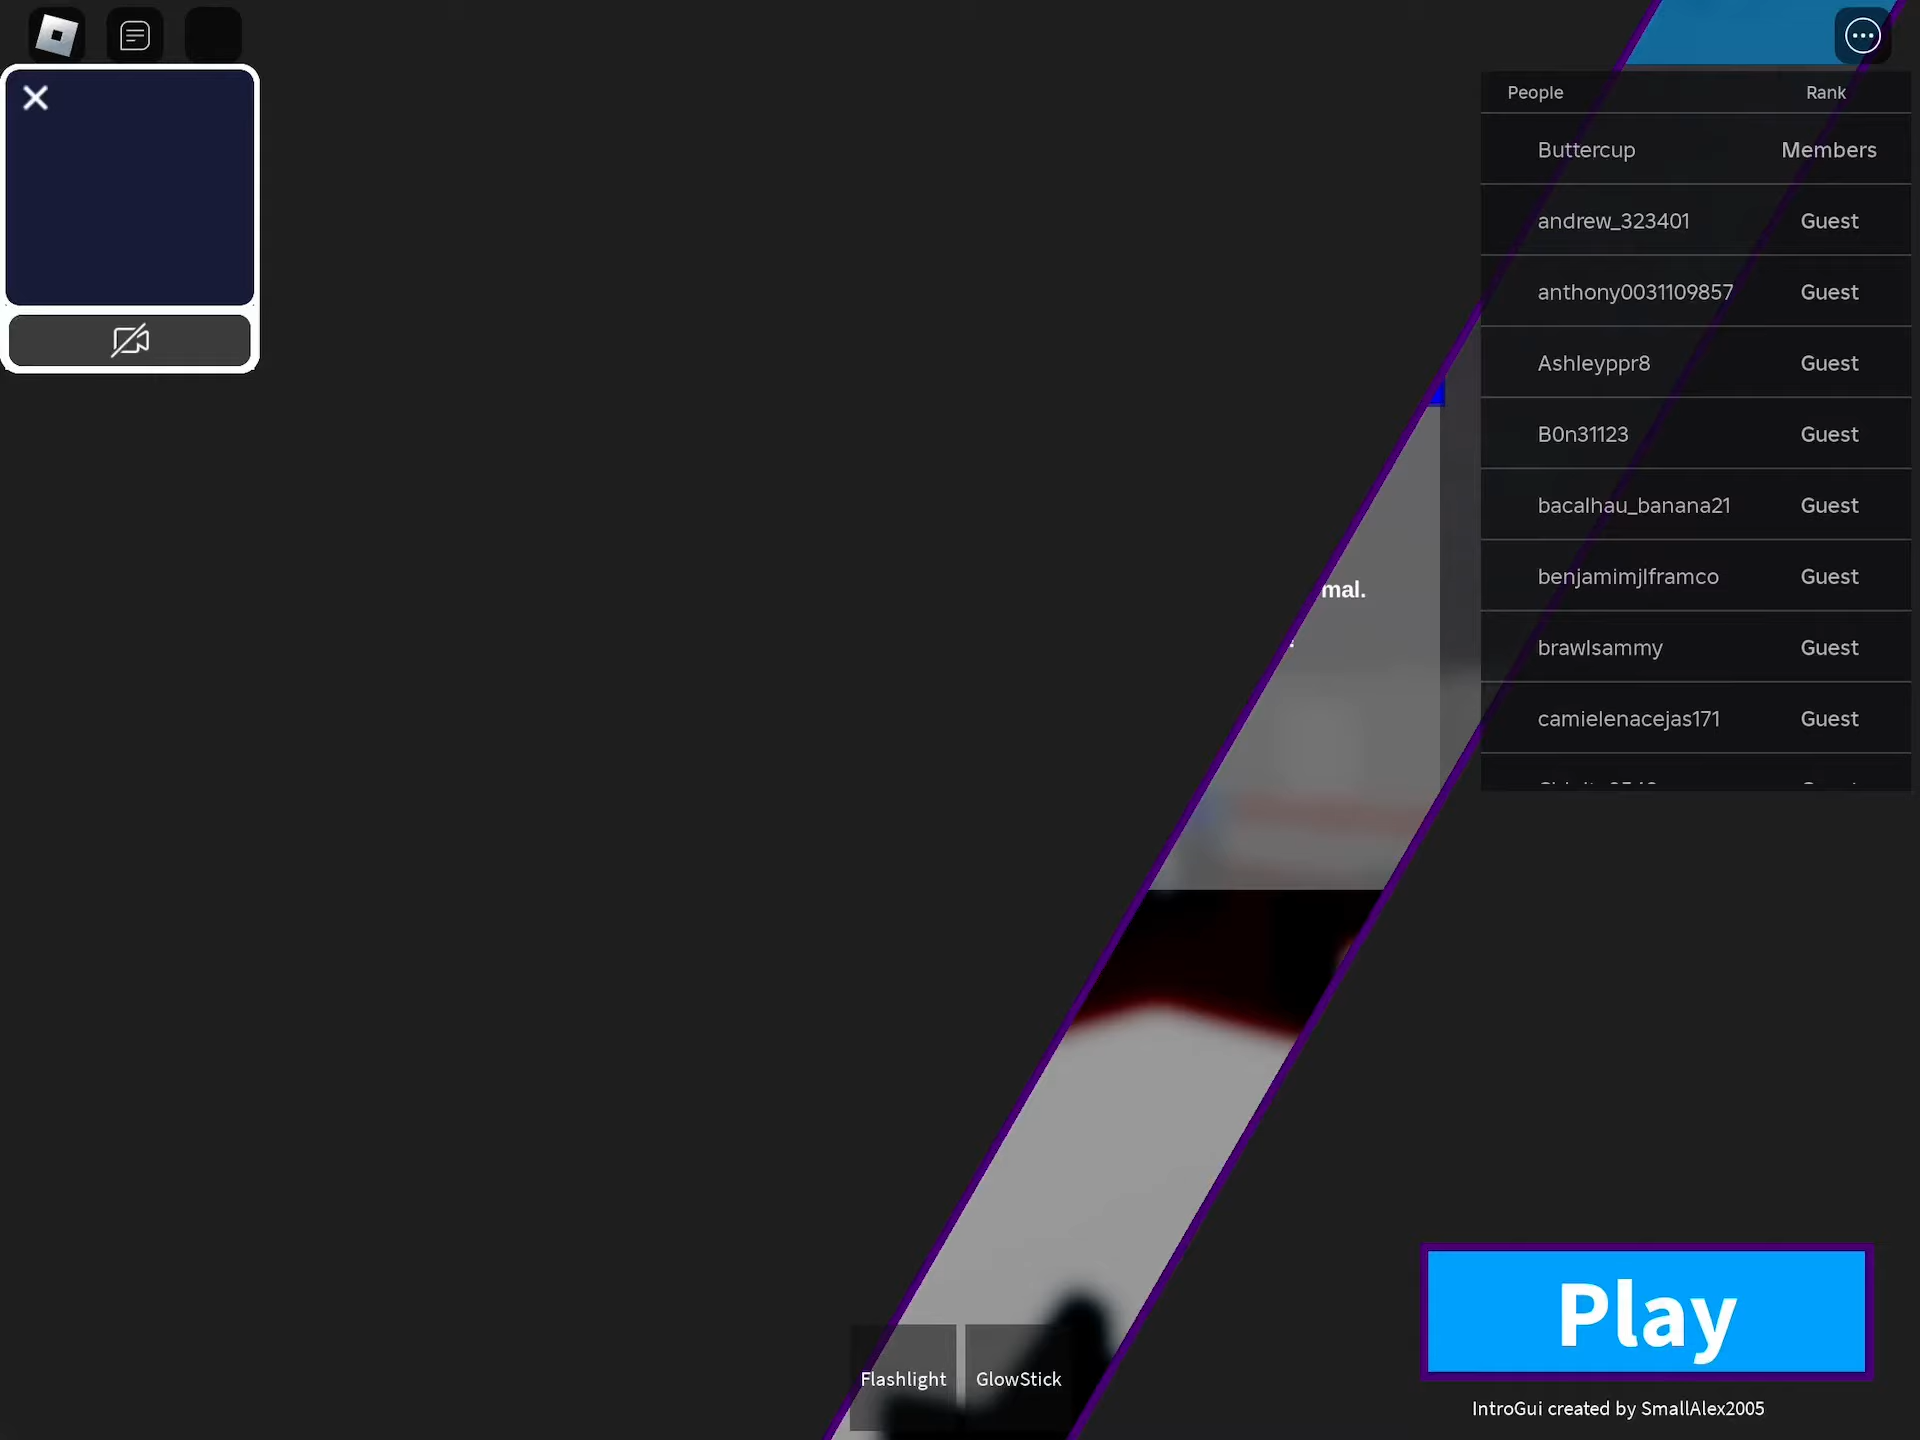 People Rank
Buttercup Members
andrew_323401 Guest
anthony0031109857 Guest
Ashleyppr8 Guest
B0n31123 Guest
bacalhau_banana21 Guest
benjamimjlframco Guest
mal.
brawlsammy Guest
camielenacejas171 Guest
Play
Flashlight GlowStick
IntroGui created by SmallAlex2005